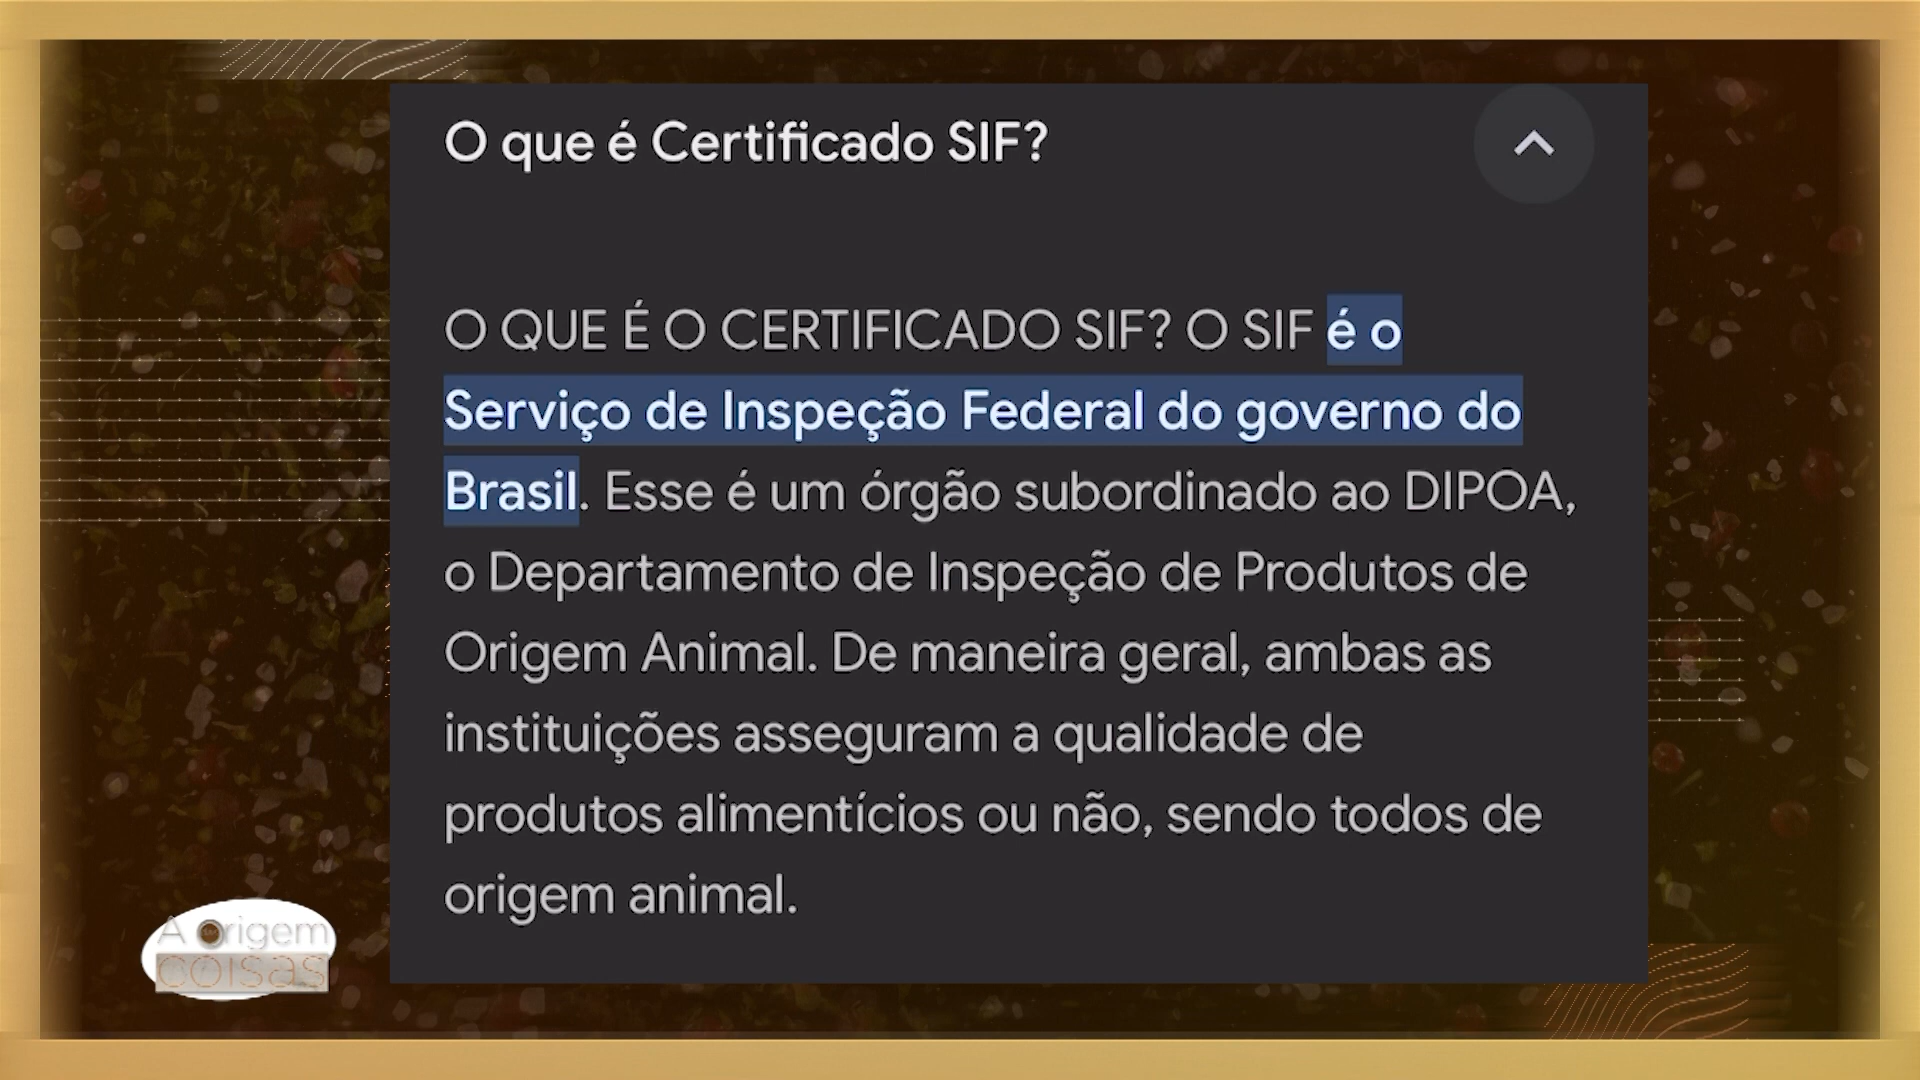 O que é Certificado SIF?
O QUE É O CERTIFICADO SIF? O SIF é o
Serviço de Inspeção Federal do governo do
Brasil. Esse é um órgão subordinado ao DIPOA,
o Departamento de Inspeção de Produtos de
Origem Animal. De maneira geral, ambas as
instituições asseguram a qualidade de
produtos alimentícios ou não, sendo todos de
origem animal.
A Origem
coisas